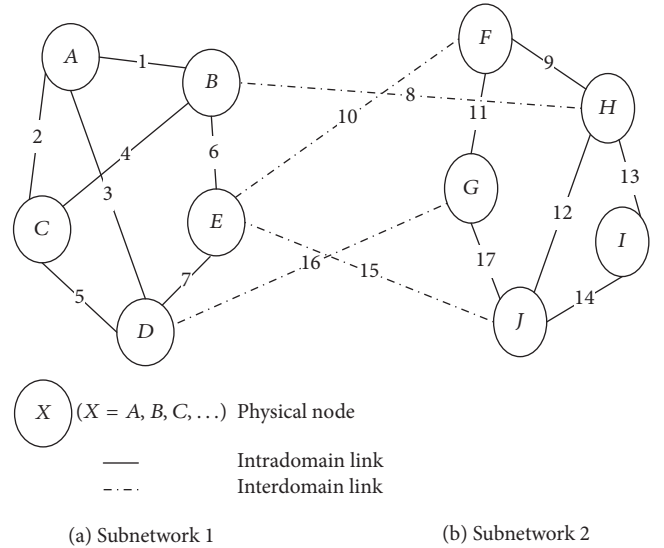 F
A
1
9
B
8
H
10
11
2
4
6
13
3
G
C
E
12
I
16
15
17
7
5
14
D
J
X (X = A, B, C, . . .) Physical node
Intradomain link
Interdomain link
(a) Subnetwork 1
(b) Subnetwork 2